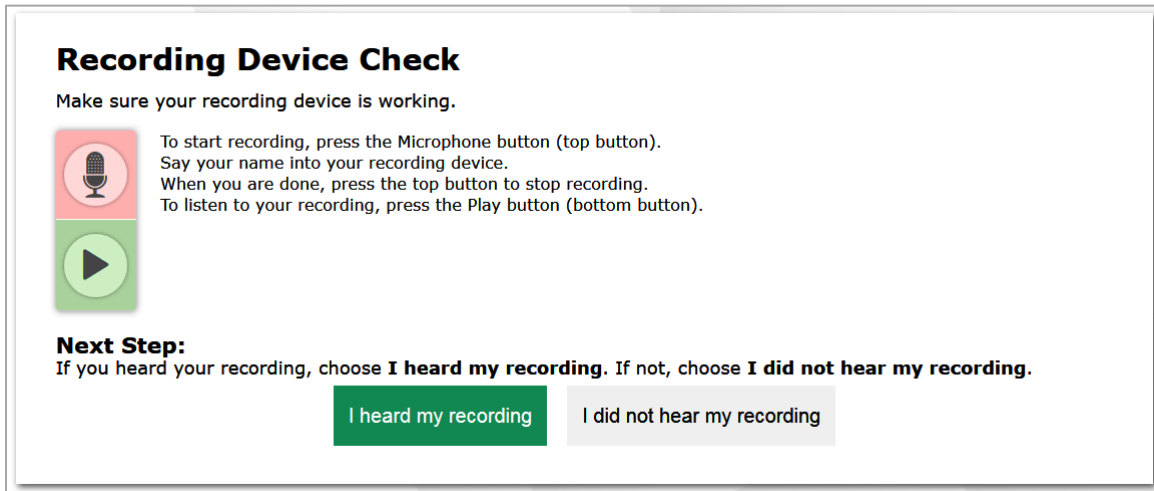 Recording Device Check
Make sure your recording device is working.
To start recording, press the Microphone button (top button).
Say your name into your recording device.
When you are done, press the top button to stop recording.
To listen to your recording, press the Play button (bottom button).
Next Step:
If you heard your recording, choose I heard my recording. If not, choose I did not hear my recording.
I heard my recording
I did not hear my recording